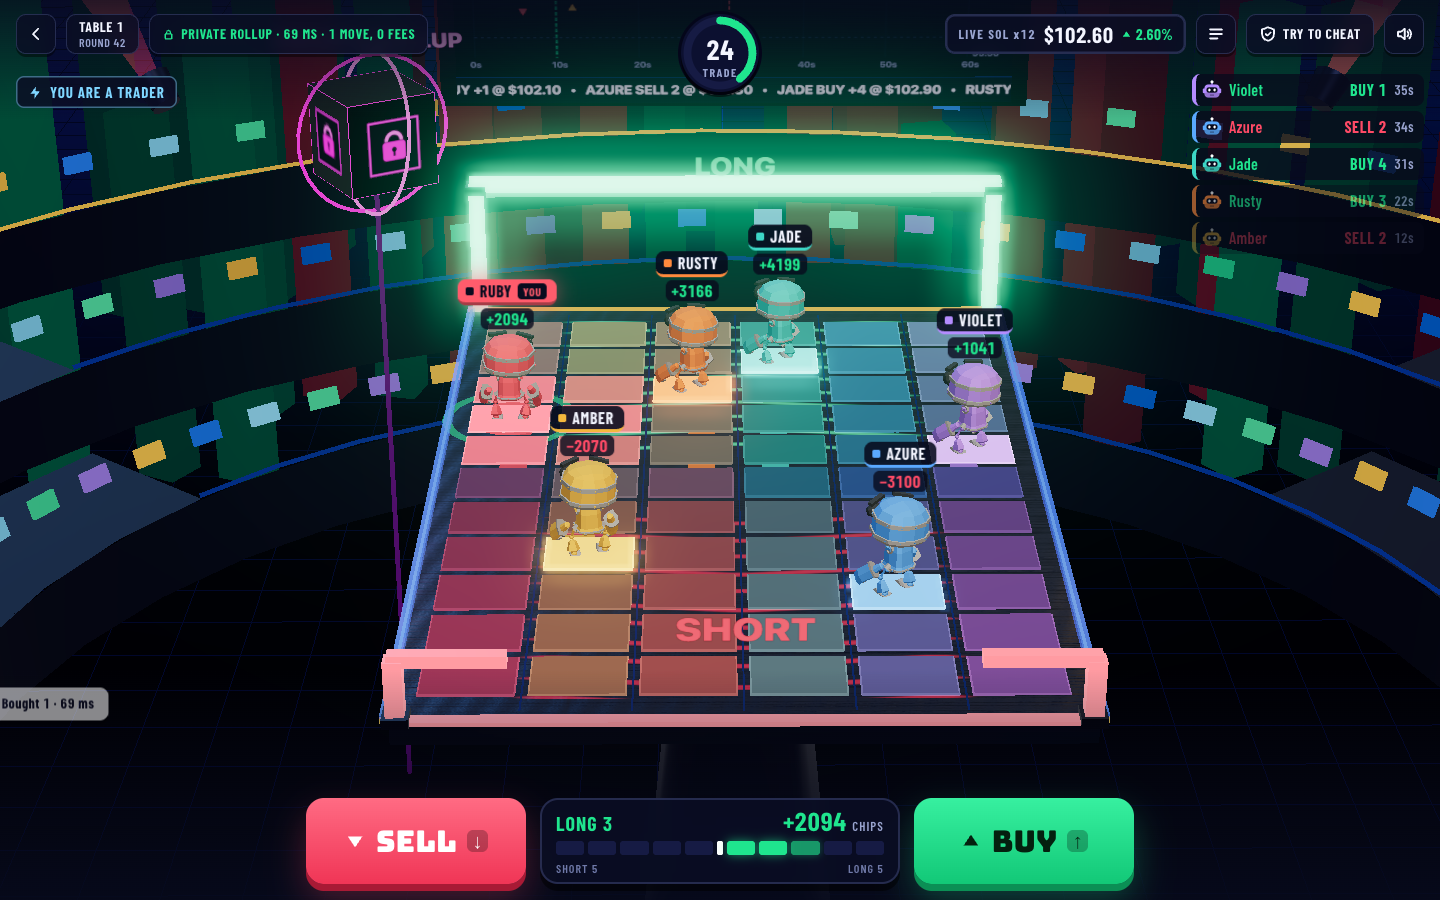 TABLE 1
ROUND 42
PRIVATE ROLLUP · 69 MS · 1 MOVE, 0 FEES
UP
0s 10s 20s 40s 50s 60s
24
TRADE
LIVE SOL x12 $102.60 ▲ 2.60%
TRY TO CHEAT
YOU ARE A TRADER
UY +1 @ $102.10 • AZURE SELL 2 @ • JADE BUY +4 @ $102.90 • RUSTY
Violet BUY 1 35s
Azure SELL 2 34s
Jade BUY 4 31s
Rusty BUY 3 22s
Amber SELL 2 12s
LONG
JADE
+4199
RUSTY
+3166
RUBY YOU
+2094
VIOLET
+1041
AMBER
-2070
AZURE
-3100
SHORT
Bought 1 · 69 ms
▼ SELL ↓
LONG 3 +2094 CHIPS
SHORT 5 LONG 5
▲ BUY ↑